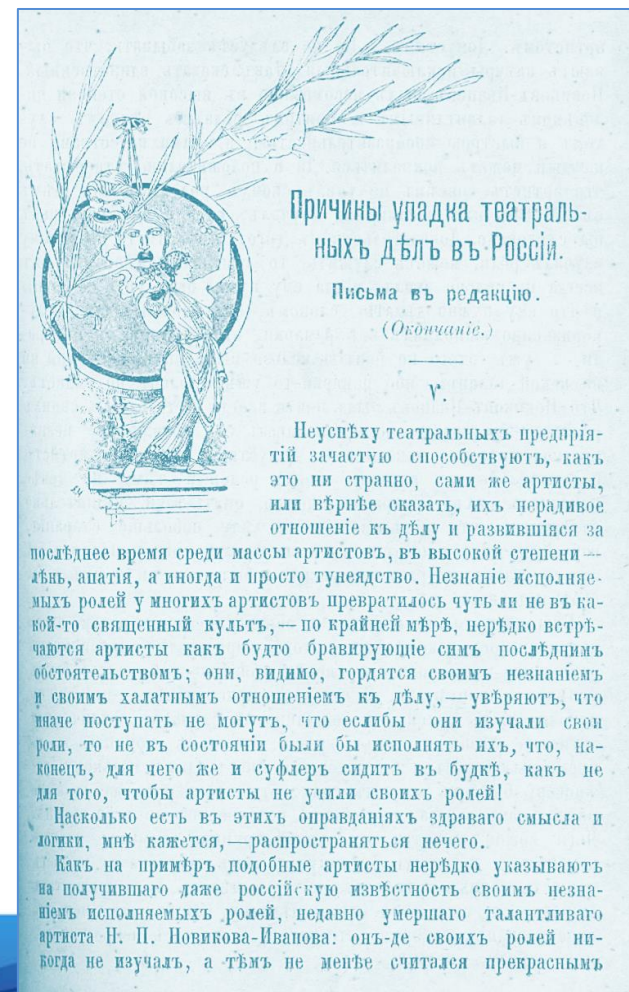 Причины упадка театраль-
ныхъ дѣлъ въ Россіи.
Письма въ редакцію.
(Окончаніе.)
V.
Неуспѣху театральныхъ предпрія-
тій зачастую способствуютъ, какъ
это ни странно, сами же артисты,
или вѣрнѣе сказать, ихъ нерадивое
отношеніе къ дѣлу и развившіяся за
послѣднее время среди массы артистовъ, въ высокой степени—
лѣнь, апатія, а иногда и просто тунеядство. Незнаніе исполняе-
мыхъ ролей у многихъ артистовъ превратилось чуть ли не въ ка-
кой-то священный культъ,—по крайней мѣрѣ, нерѣдко встрѣ-
чаются артисты какъ будто бравирующіе симъ послѣднимъ
обстоятельствомъ; они, видимо, гордятся своимъ незнаніемъ
и своимъ халатнымъ отношеніемъ къ дѣлу,—увѣряютъ, что
иначе поступать не могутъ, что еслибы они изучали свои
роли, то не въ состояніи были бы исполнять ихъ, что, на-
конецъ, для чего же и суфлеръ сидитъ въ будкѣ, какъ не
для того, чтобы артисты не учили своихъ ролей!
Насколько есть въ этихъ оправданіяхъ здраваго смысла и
логики, мнѣ кажется,—распространяться нечего.
Какъ на примѣръ подобные артисты нерѣдко указываютъ
на получившаго даже россійскую извѣстность своимъ незна-
ніемъ исполняемыхъ ролей, недавно умершаго талантливаго
артиста Н. П. Новикова-Иванова: онъ-де своихъ ролей ни-
когда не изучалъ, а тѣмъ не менѣе считался прекраснымъ